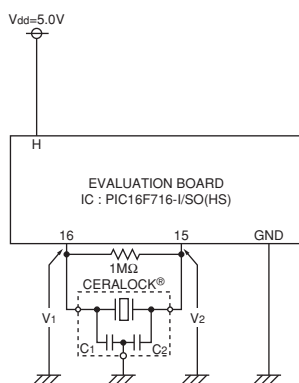 Vdd=5.0V
H
EVALUATION BOARD
IC : PIC16F716-I/SO(HS)
16 15 GND
1MΩ
CERALOCK®
V1 V2
C1 C2